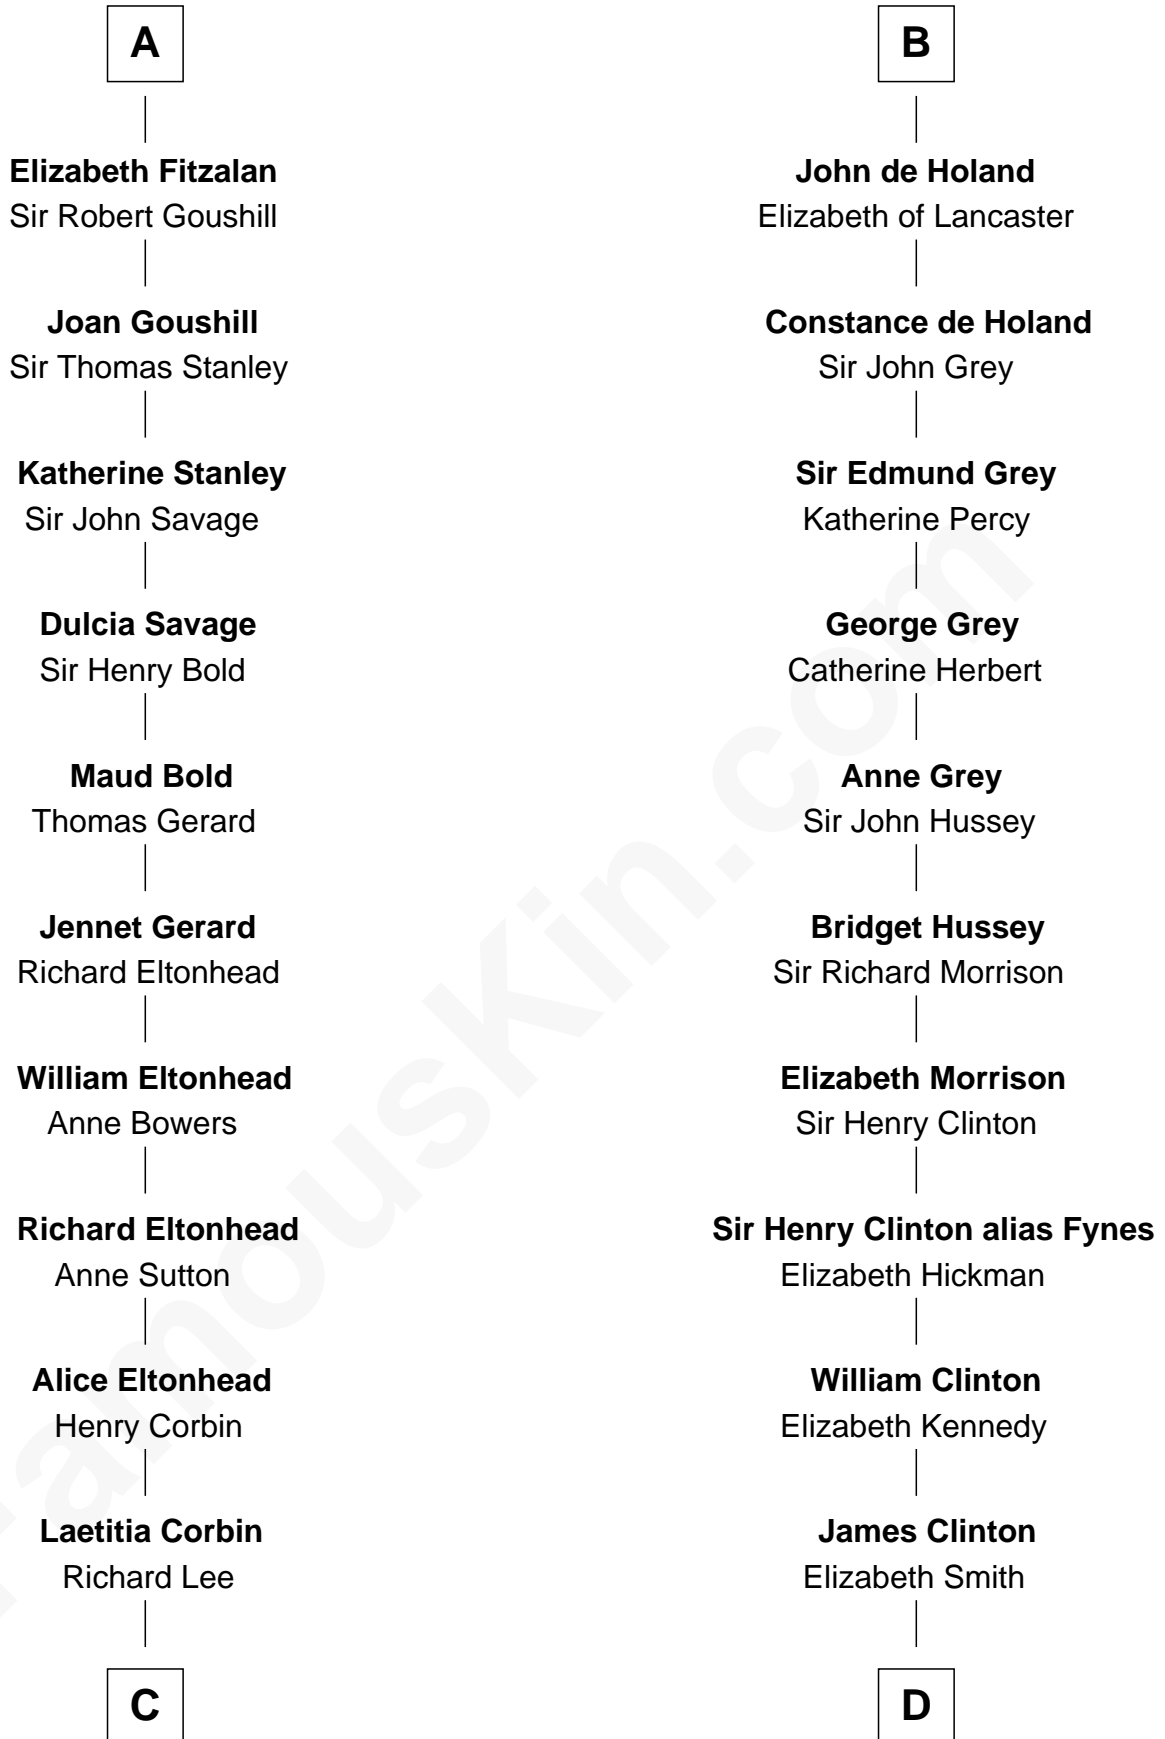 A
Elizabeth Fitzalan
Sir Robert Goushill
Joan Goushill
Sir Thomas Stanley
Katherine Stanley
Sir John Savage
Dulcia Savage
Sir Henry Bold
Maud Bold
Thomas Gerard
Jennet Gerard
Richard Eltonhead
William Eltonhead
Anne Bowers
Richard Eltonhead
Anne Sutton
Alice Eltonhead
Henry Corbin
Laetitia Corbin
Richard Lee
C
B
John de Holand
Elizabeth of Lancaster
Constance de Holand
Sir John Grey
Sir Edmund Grey
Katherine Percy
George Grey
Catherine Herbert
Anne Grey
Sir John Hussey
Bridget Hussey
Sir Richard Morrison
Elizabeth Morrison
Sir Henry Clinton
Sir Henry Clinton alias Fynes
Elizabeth Hickman
William Clinton
Elizabeth Kennedy
James Clinton
Elizabeth Smith
D
FamousKin.com